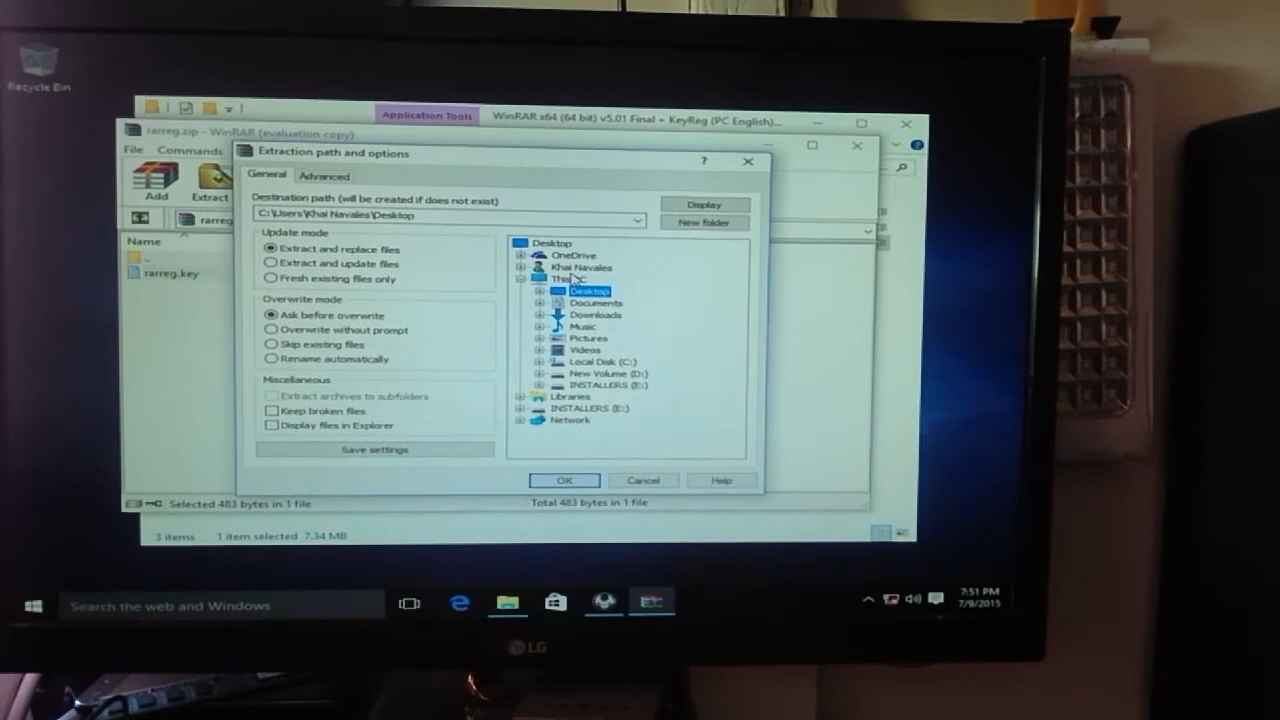 Recycle Bin
Application Tools
WinRAR x64 (64 bit) v5.01 Final + KeyReg (PC English)...
rarreg.zip - WinRAR (evaluation copy)
File Commands
Add Extract
rarreg
Name
..
rarreg.key
Extraction path and options
?
General Advanced
Destination path (will be created if does not exist)
C:\Users\Khai Navales\Desktop
Display
New folder
Update mode
Extract and replace files
Extract and update files
Fresh existing files only
Overwrite mode
Ask before overwrite
Overwrite without prompt
Skip existing files
Rename automatically
Miscellaneous
Extract archives to subfolders
Keep broken files
Display files in Explorer
Save settings
Desktop
OneDrive
Khai Navales
This PC
Desktop
Documents
Downloads
Music
Pictures
Videos
Local Disk (C:)
New Volume (D:)
INSTALLERS (E:)
Libraries
INSTALLERS (E:)
Network
OK Cancel Help
Selected 483 bytes in 1 file
Total 483 bytes in 1 file
3 items 1 item selected 7.34 MB
Search the web and Windows
7:51 PM
7/9/2015
LG